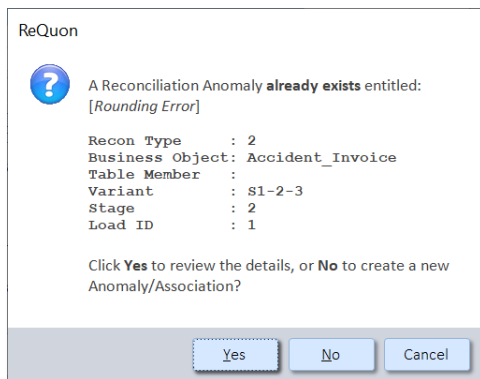 ReQuon
A Reconciliation Anomaly already exists entitled:
[Rounding Error]
Recon Type     : 2
Business Object: Accident_Invoice
Table Member   :
Variant        : S1-2-3
Stage          : 2
Load ID        : 1
Click Yes to review the details, or No to create a new
Anomaly/Association?
Yes No Cancel